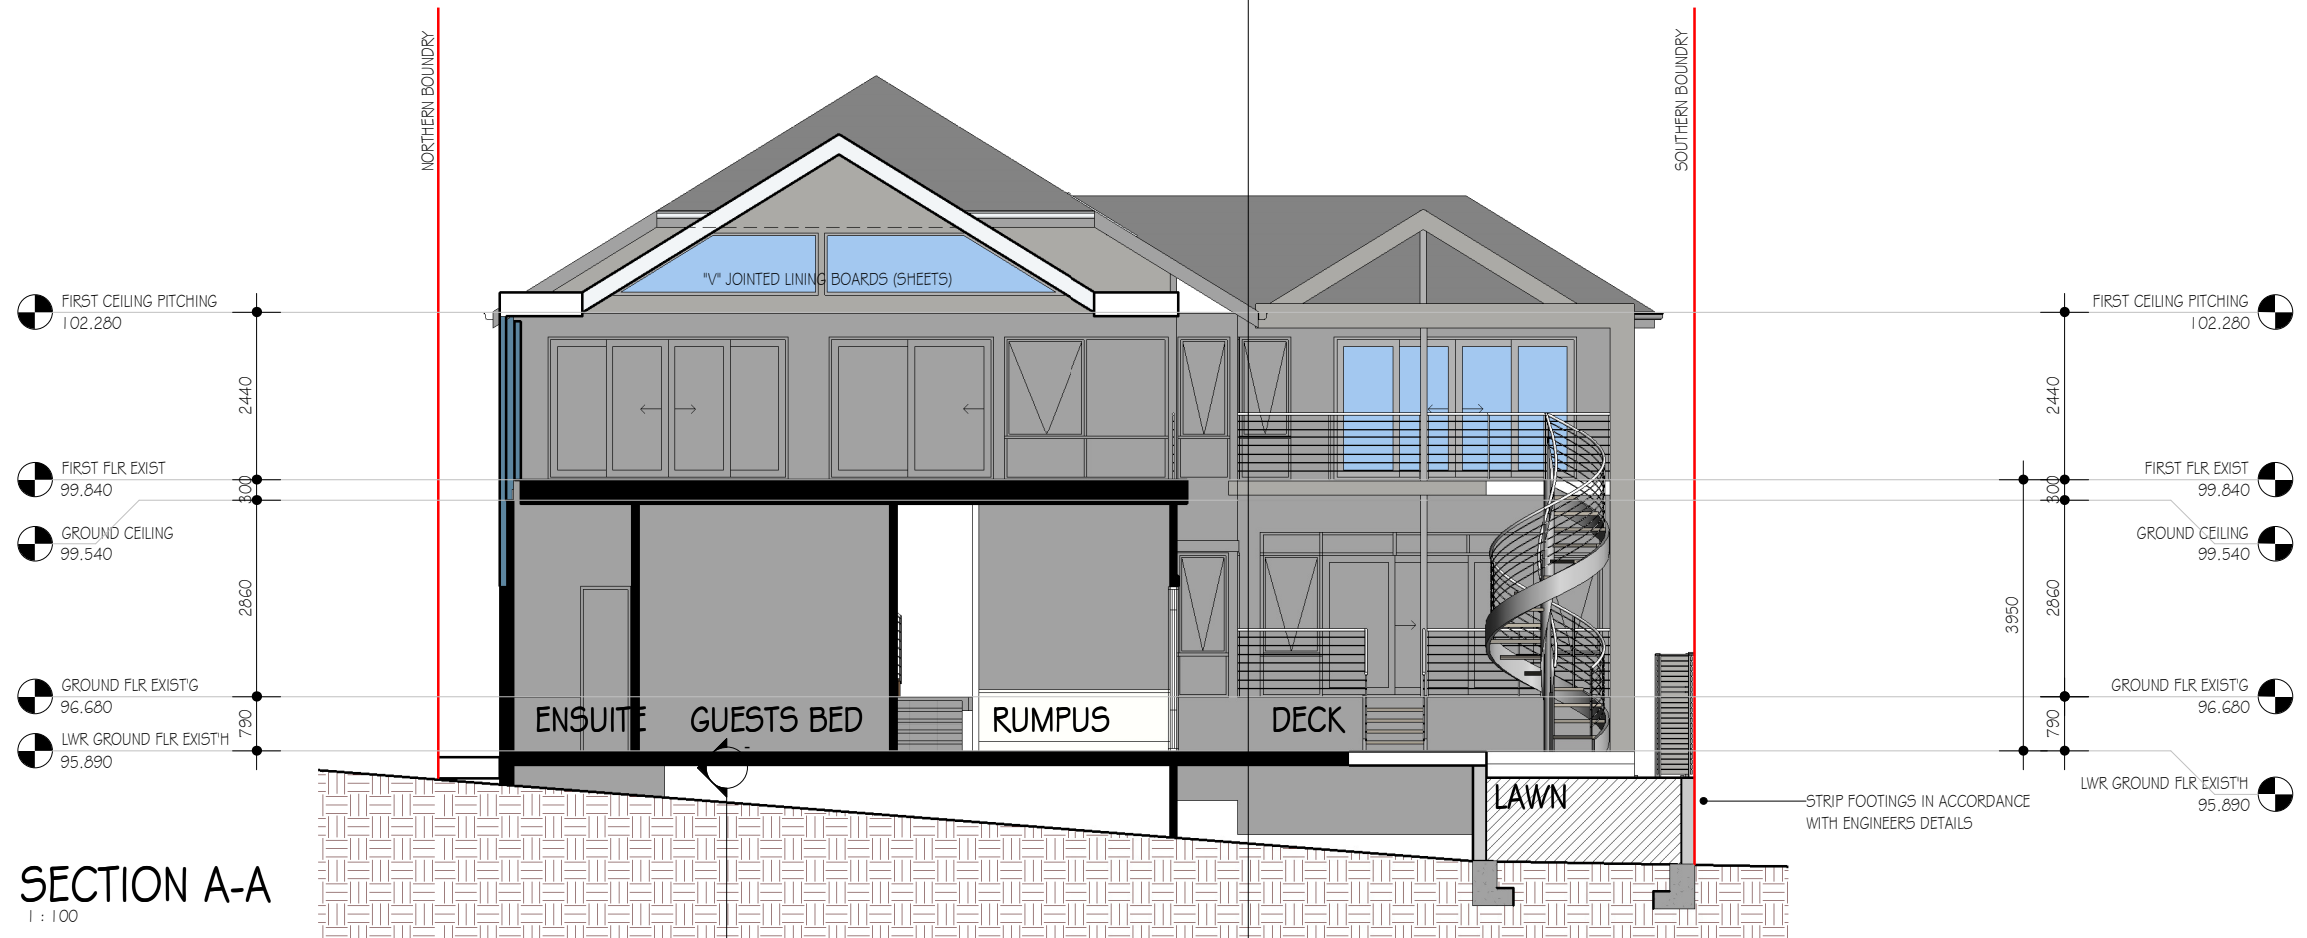 NORTHERN BOUNDRY
SOUTHERN BOUNDRY
"V" JOINTED LINING BOARDS (SHEETS)
FIRST CEILING PITCHING
102.280
2440
FIRST FLR EXIST
99.840
300
GROUND CEILING
99.540
2860
GROUND FLR EXIST'G
96.680
790
LWR GROUND FLR EXIST'H
95.890
ENSUITE
GUESTS BED
RUMPUS
DECK
LAWN
-
FIRST CEILING PITCHING
102.280
2440
FIRST FLR EXIST
99.840
300
GROUND CEILING
99.540
2860
3950
GROUND FLR EXIST'G
96.680
790
LWR GROUND FLR EXIST'H
95.890
STRIP FOOTINGS IN ACCORDANCE
WITH ENGINEERS DETAILS
SECTION A-A
1 : 100